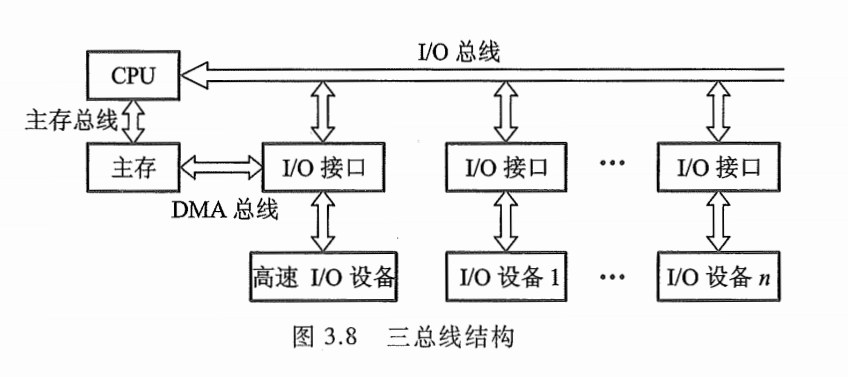 I/O 总线
CPU
主存总线
主存
I/O 接口
I/O 接口
···
I/O 接口
DMA 总线
高速 I/O 设备
I/O 设备 1
···
I/O 设备 n
图 3.8 三总线结构